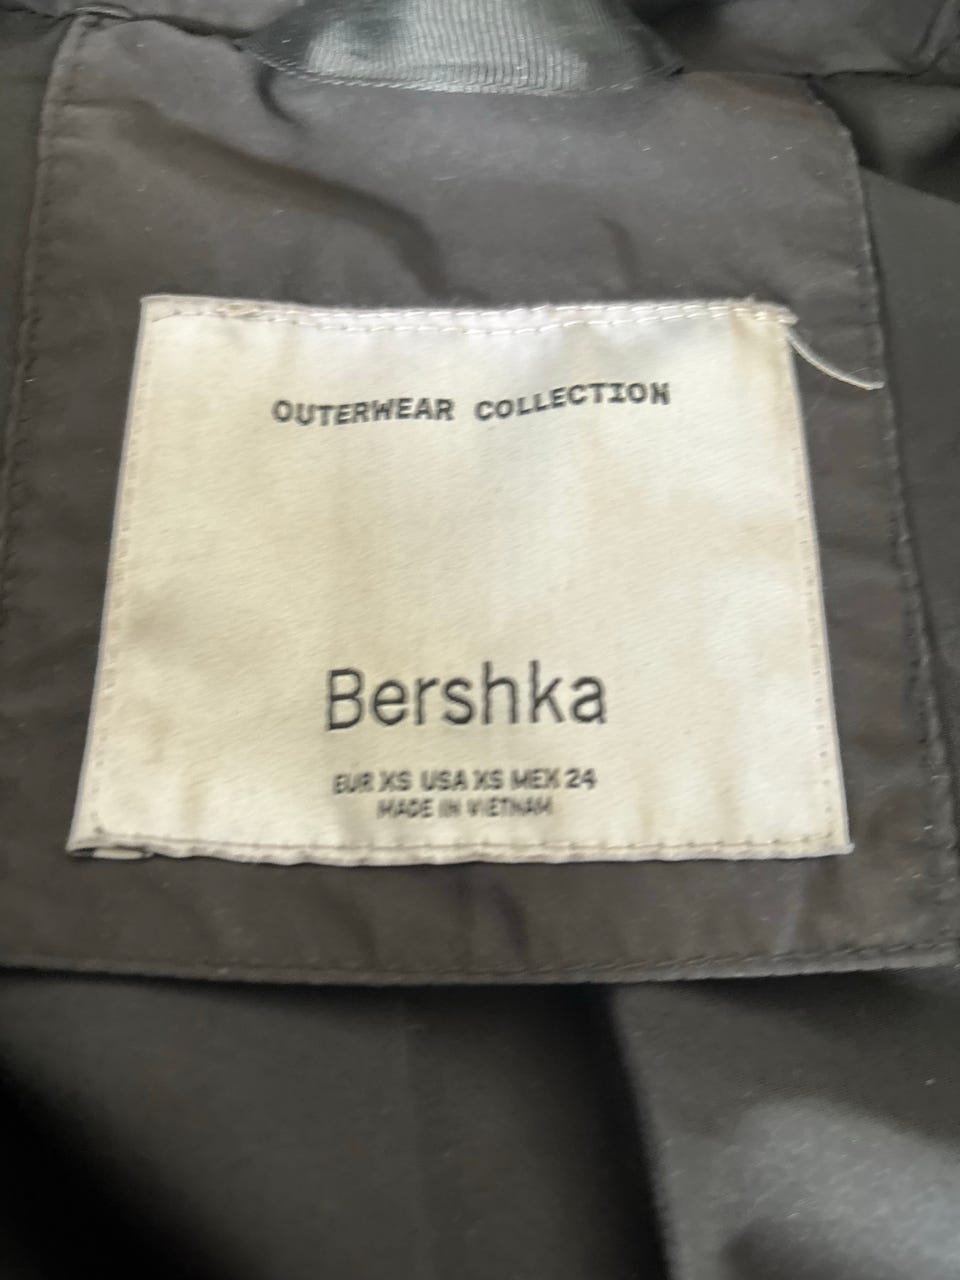 OUTERWEAR COLLECTION
Bershka
EUR XS USA XS MEX 24
MADE IN VIETNAM